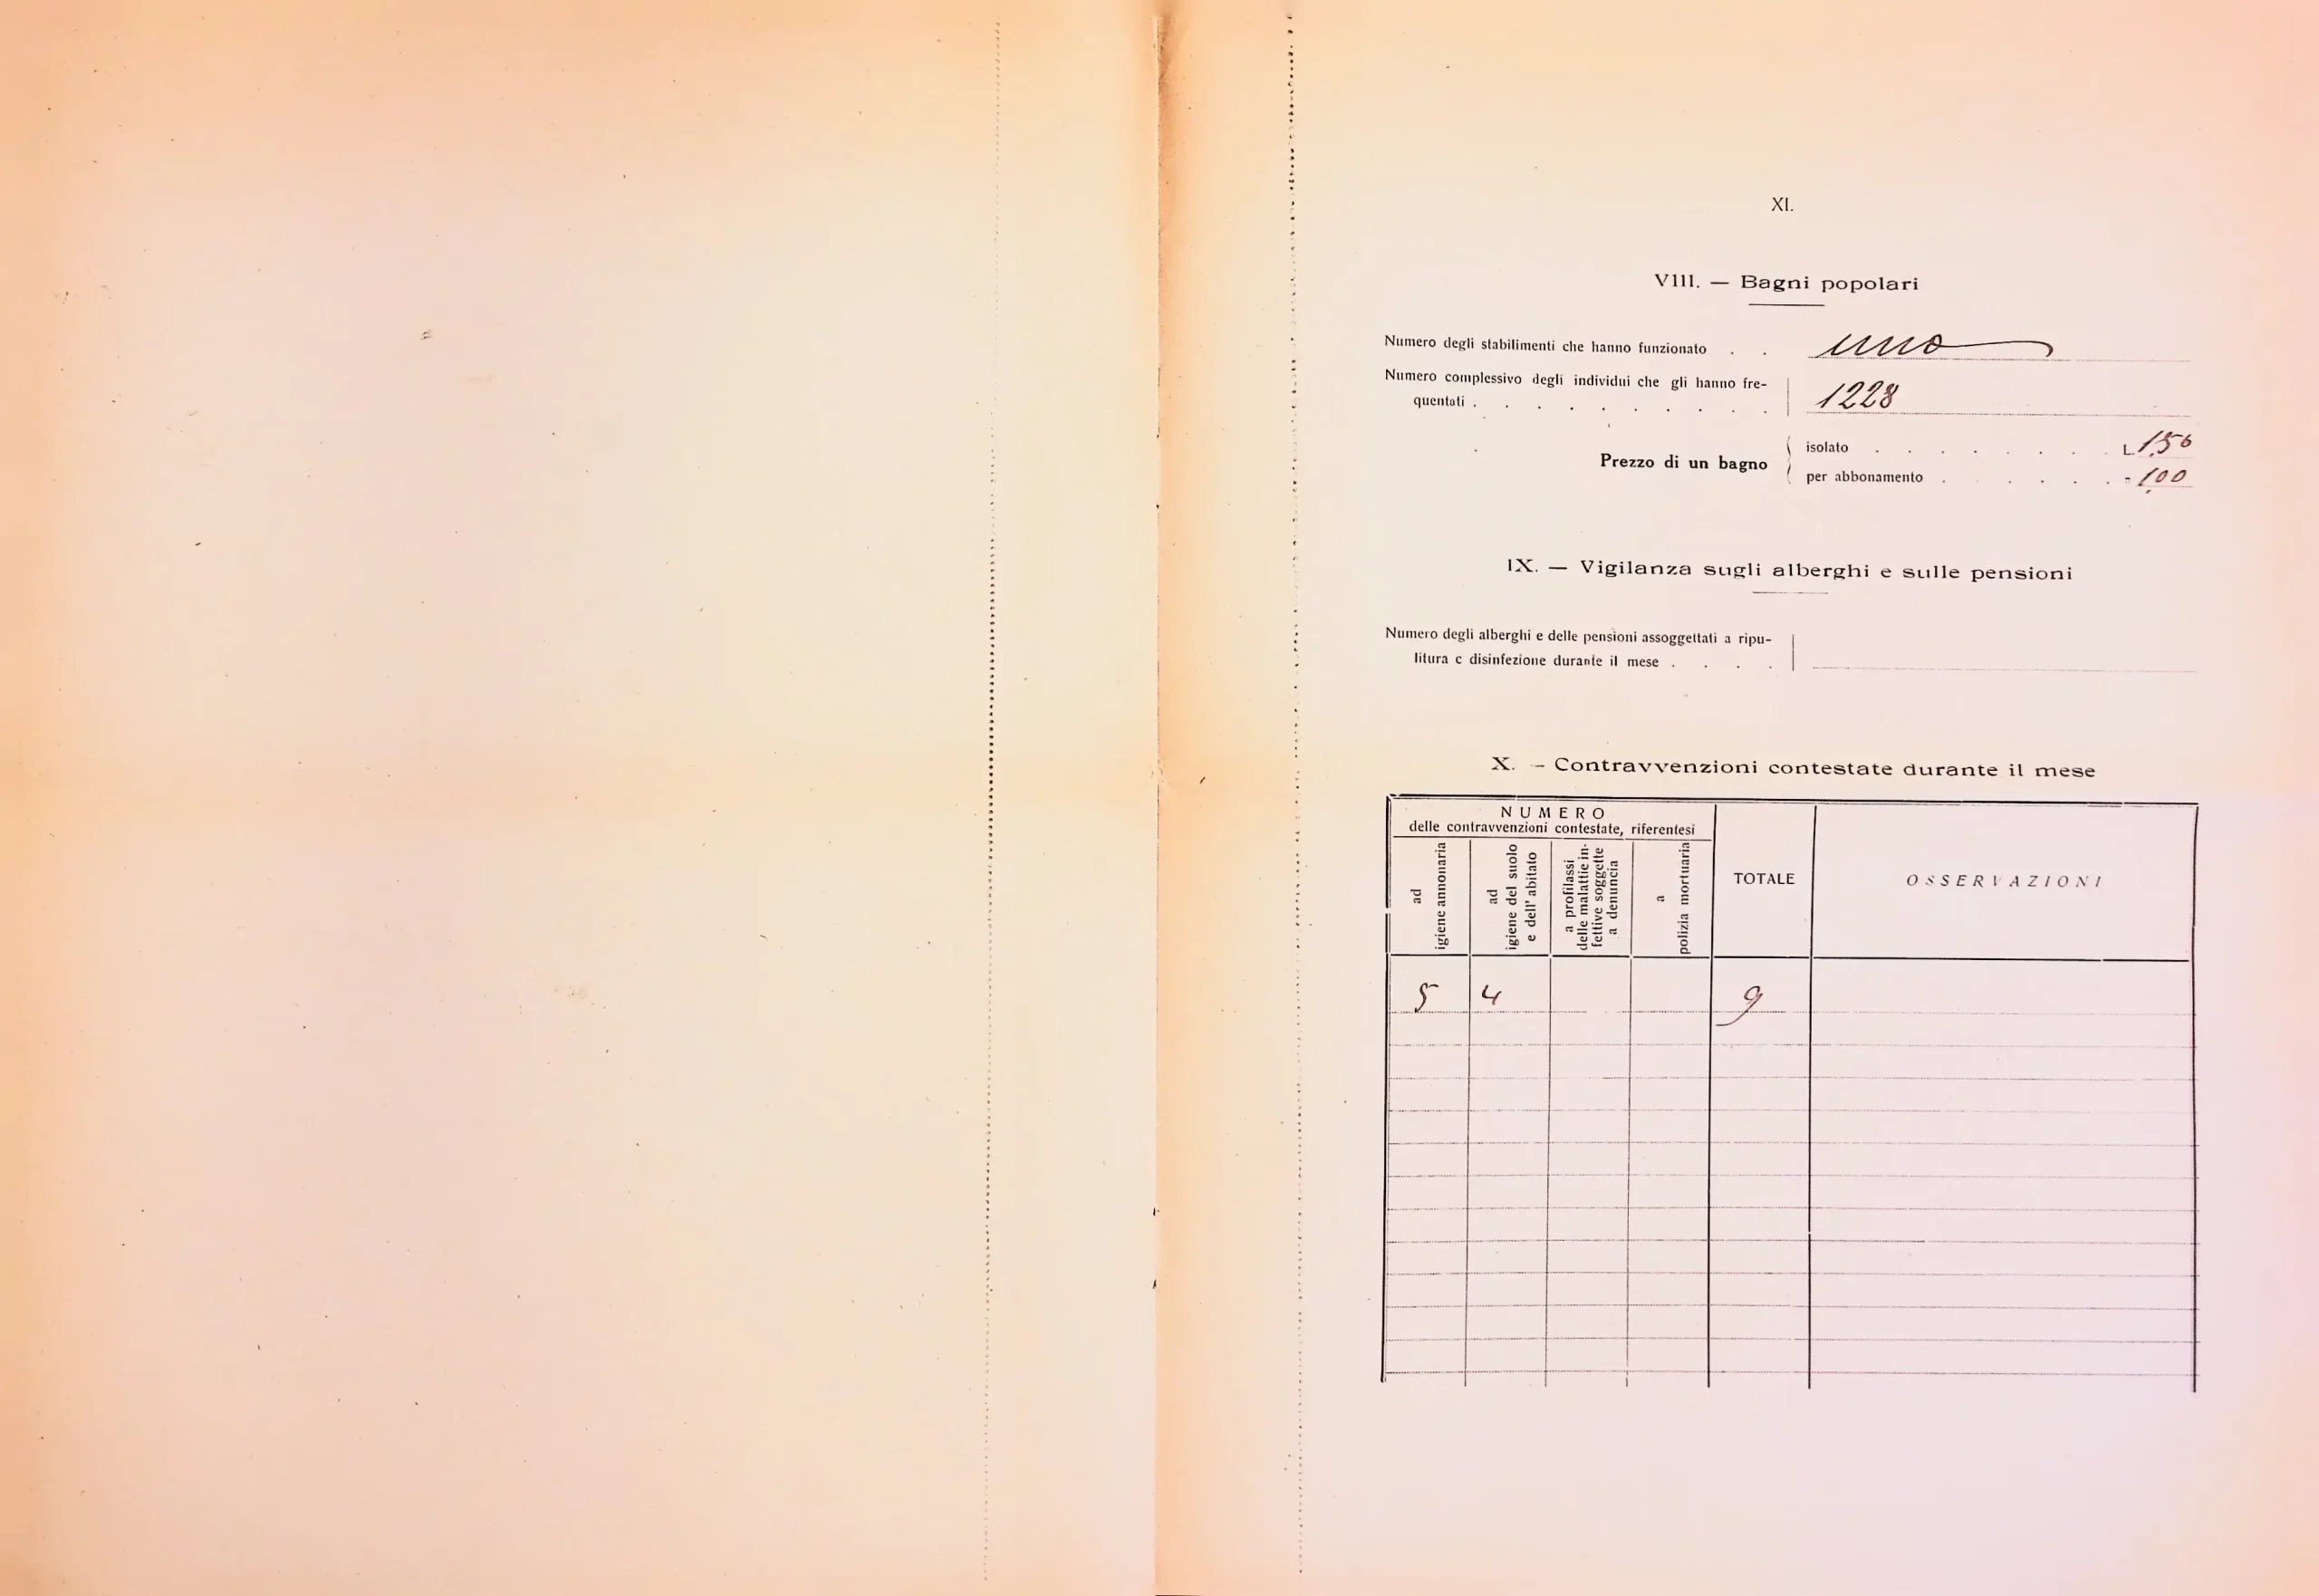 XI.
VIII. — Bagni popolari
Numero degli stabilimenti che hanno funzionato . . uno
Numero complessivo degli individui che gli hanno fre-
quentati . . . . . . . . . . 1228
Prezzo di un bagno
isolato . . . . . . . . L. 1,50
per abbonamento . . . . . . „ 1,00
IX. — Vigilanza sugli alberghi e sulle pensioni
Numero degli alberghi e delle pensioni assoggettati a ripu-
litura e disinfezione durante il mese . . . .
X. — Contravvenzioni contestate durante il mese
NUMERO
delle contravvenzioni contestate, riferentesi
ad
igiene annonaria
ad
igiene del suolo
e dell' abitato
a profilassi
delle malattie in-
fettive soggette
a denuncia
a
polizia mortuaria
TOTALE
OSSERVAZIONI
5 4 9